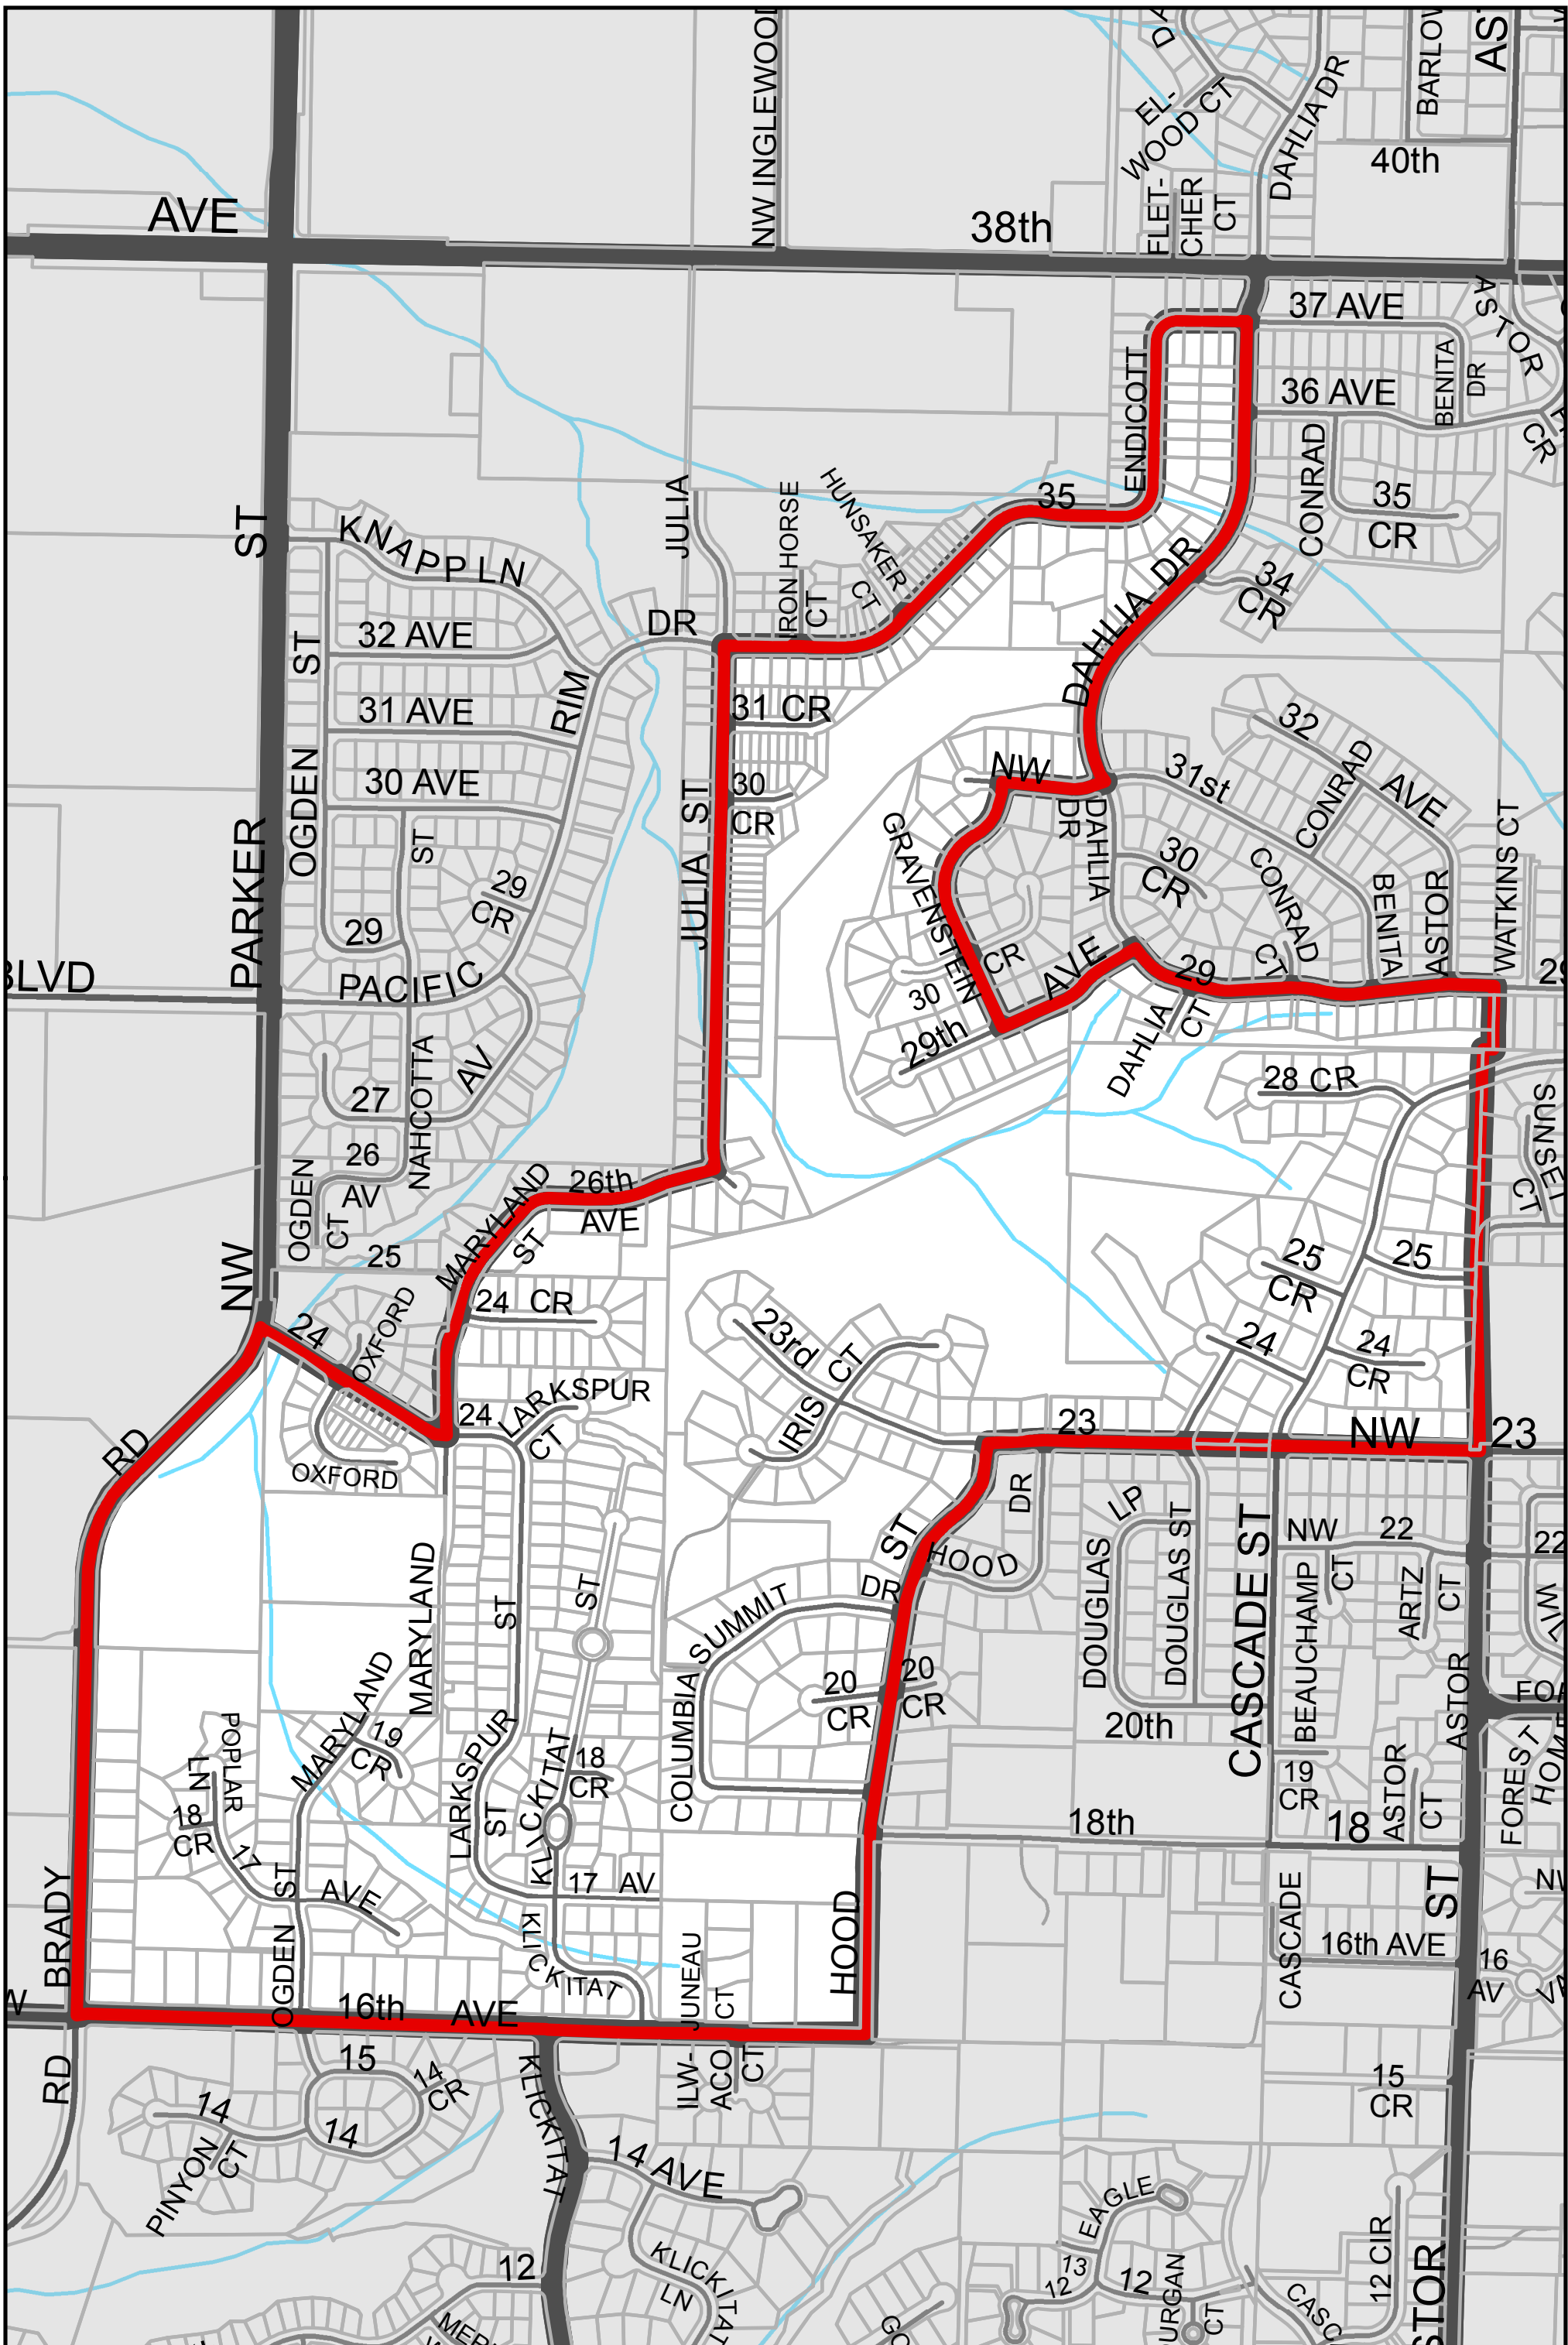 NW INGLEWOOD
DA
EL-
WOOD CT
DAHLIA DR
BARLOW
AST
40th
FLET-
CHER
CT
AVE
38th
37 AVE
ASTOR
36 AVE
BENITA
DR
CR
ENDICOTT
CONRAD
35
CR
35
ST
KNAPP LN
JULIA
IRON HORSE
CT
HUNSAKER
CT
DAHLIA DR
34
CR
32 AVE
ST
DR
31 AVE
RIM
31 CR
32
AVE
30 AVE
OGDEN
ST
JULIA ST
30
CR
NW
31st
CONRAD
DR
DAHLIA
30
CR
CONRAD
CT
BENITA
ASTOR
WATKINS CT
PARKER
29
CR
29
JULIA
GRAVENSTEIN
CR
30
AVE
29
29
BLVD
PACIFIC
29th
DAHLIA
CT
27
AV
NAHCOTTA
28 CR
SUNSET
CT
26
AV
OGDEN
CT
25
MARYLAND
ST
26th
AVE
NW
25
CR
25
24
OXFORD
24 CR
23rd
CT
IRIS
24
24
CR
24
LARKSPUR
CT
23
NW
23
RD
OXFORD
DR
ST
HOOD
LP
DOUGLAS
DOUGLAS ST
CASCADE ST
NW
22
22
BEAUCHAMP
CT
ARTZ
CT
MARYLAND
ST
ST
SUMMIT
DR
COLUMBIA
20
CR
20
CR
20th
ASTOR
FOREST
HOME
MARYLAND
19
CR
POPLAR
LN
18
CR
17
AVE
ST
LARKSPUR
ST
KLICKITAT
18
CR
18th
19
CR
18
ASTOR
CT
17 AV
HOOD
CASCADE
ST
16th AVE
BRADY
OGDEN
KLICKITAT
JUNEAU
CT
16
AV
16th
AVE
RD
15
14
CR
14
14
PINYON
CT
KLICKITAT
ILW-
ACO
CT
15
CR
14 AVE
EAGLE
12
KLICKITAT
LN
13
12
12
CT
12 CIR